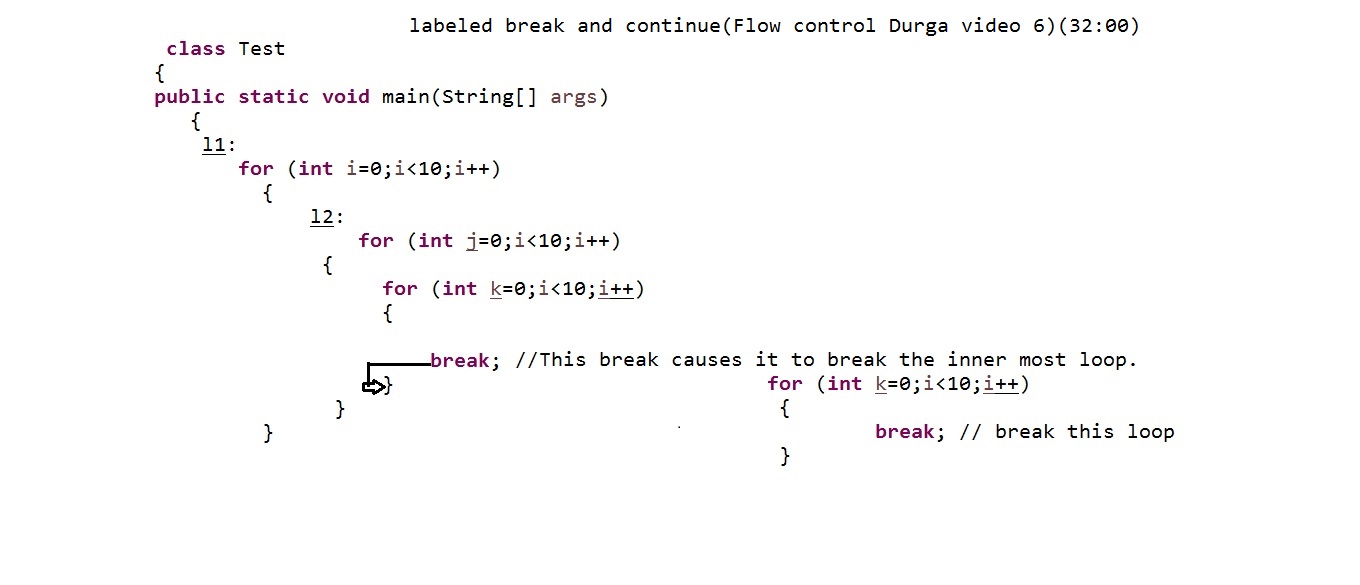 labeled break and continue(Flow control Durga video 6)(32:00)
class Test
{
public static void main(String[] args)
{
l1:
for (int i=0;i<10;i++)
{
l2:
for (int j=0;i<10;i++)
{
for (int k=0;i<10;i++)
{
break; //This break causes it to break the inner most loop.
}
}
}
for (int k=0;i<10;i++)
{
break; // break this loop
}